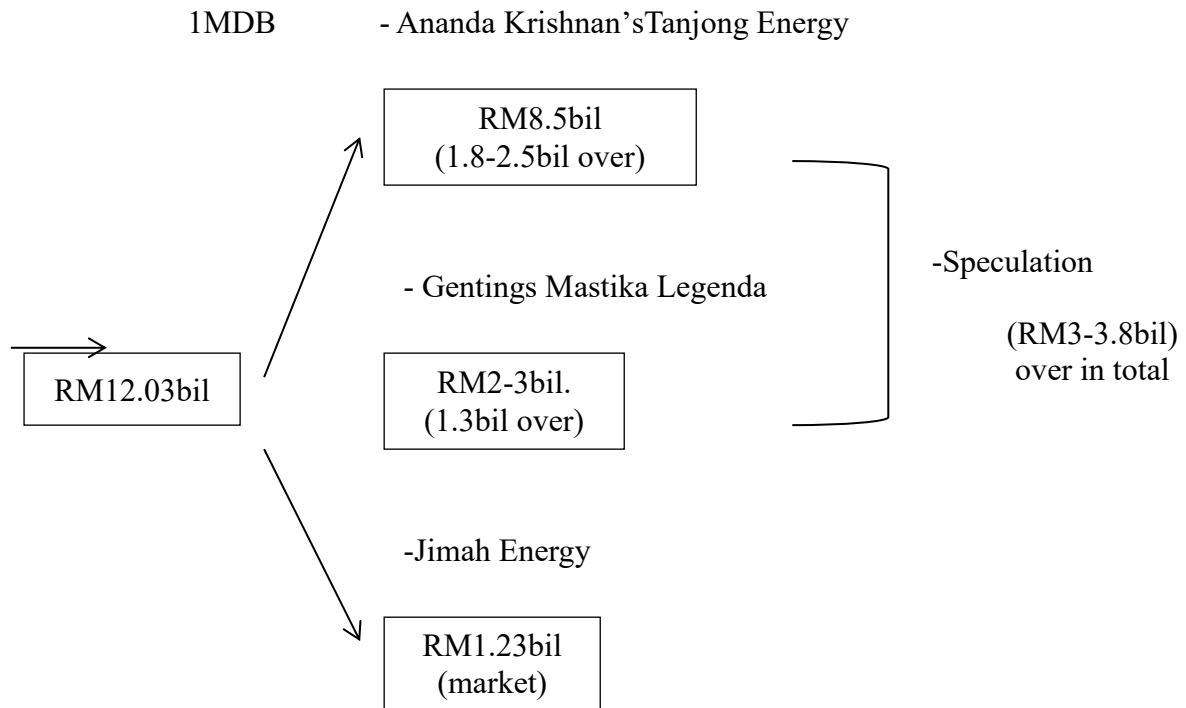 1MDB - Ananda Krishnan’sTanjong Energy
RM8.5bil
(1.8-2.5bil over)
-Speculation
- Gentings Mastika Legenda
(RM3-3.8bil)
over in total
RM12.03bil
RM2-3bil.
(1.3bil over)
-Jimah Energy
RM1.23bil
(market)